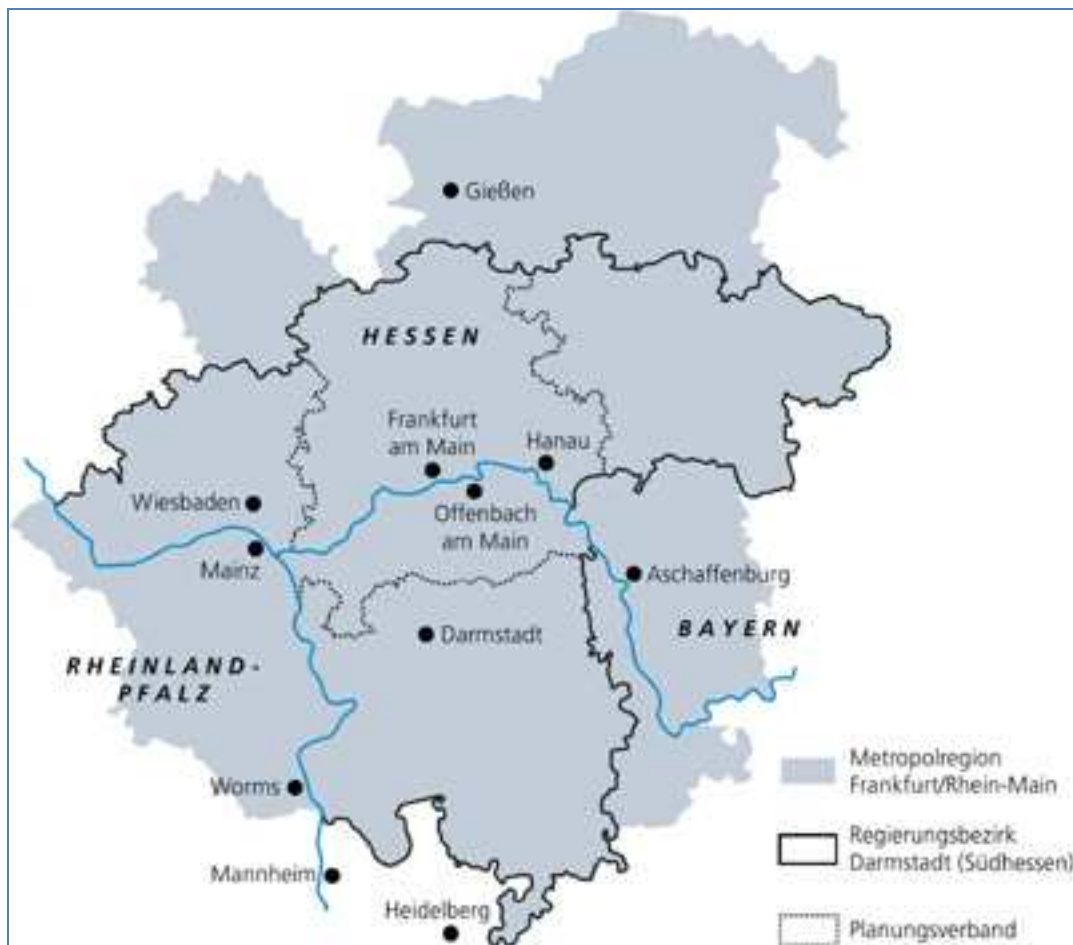 Gießen
HESSEN
Frankfurt
am Main
Hanau
Wiesbaden
Offenbach
am Main
Mainz
Aschaffenburg
BAYERN
Darmstadt
RHEINLAND-
PFALZ
Worms
Mannheim
Heidelberg
Metropolregion
Frankfurt/Rhein-Main
Regierungsbezirk
Darmstadt (Südhessen)
Planungsverband